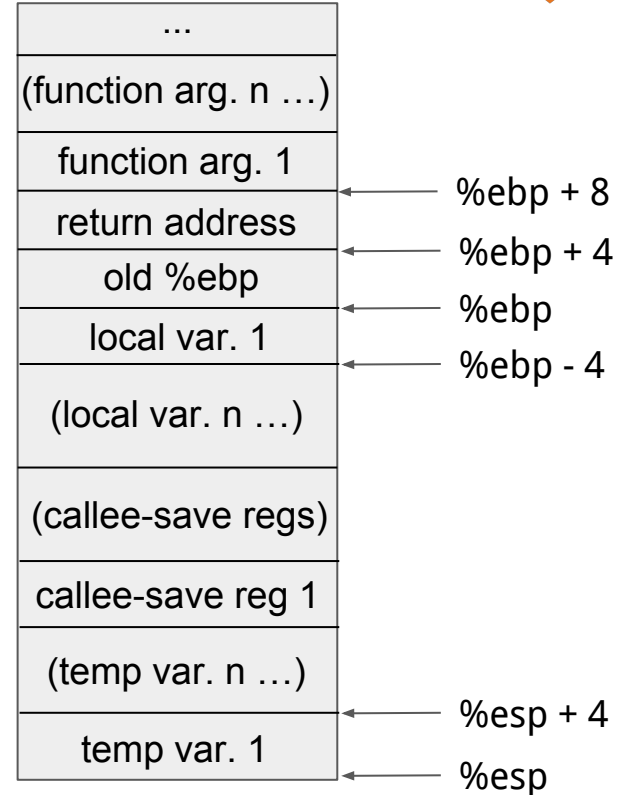 ...
(function arg. n …)
function arg. 1
%ebp + 8
return address
%ebp + 4
old %ebp
%ebp
local var. 1
%ebp - 4
(local var. n …)
(callee-save regs)
callee-save reg 1
(temp var. n …)
%esp + 4
temp var. 1
%esp